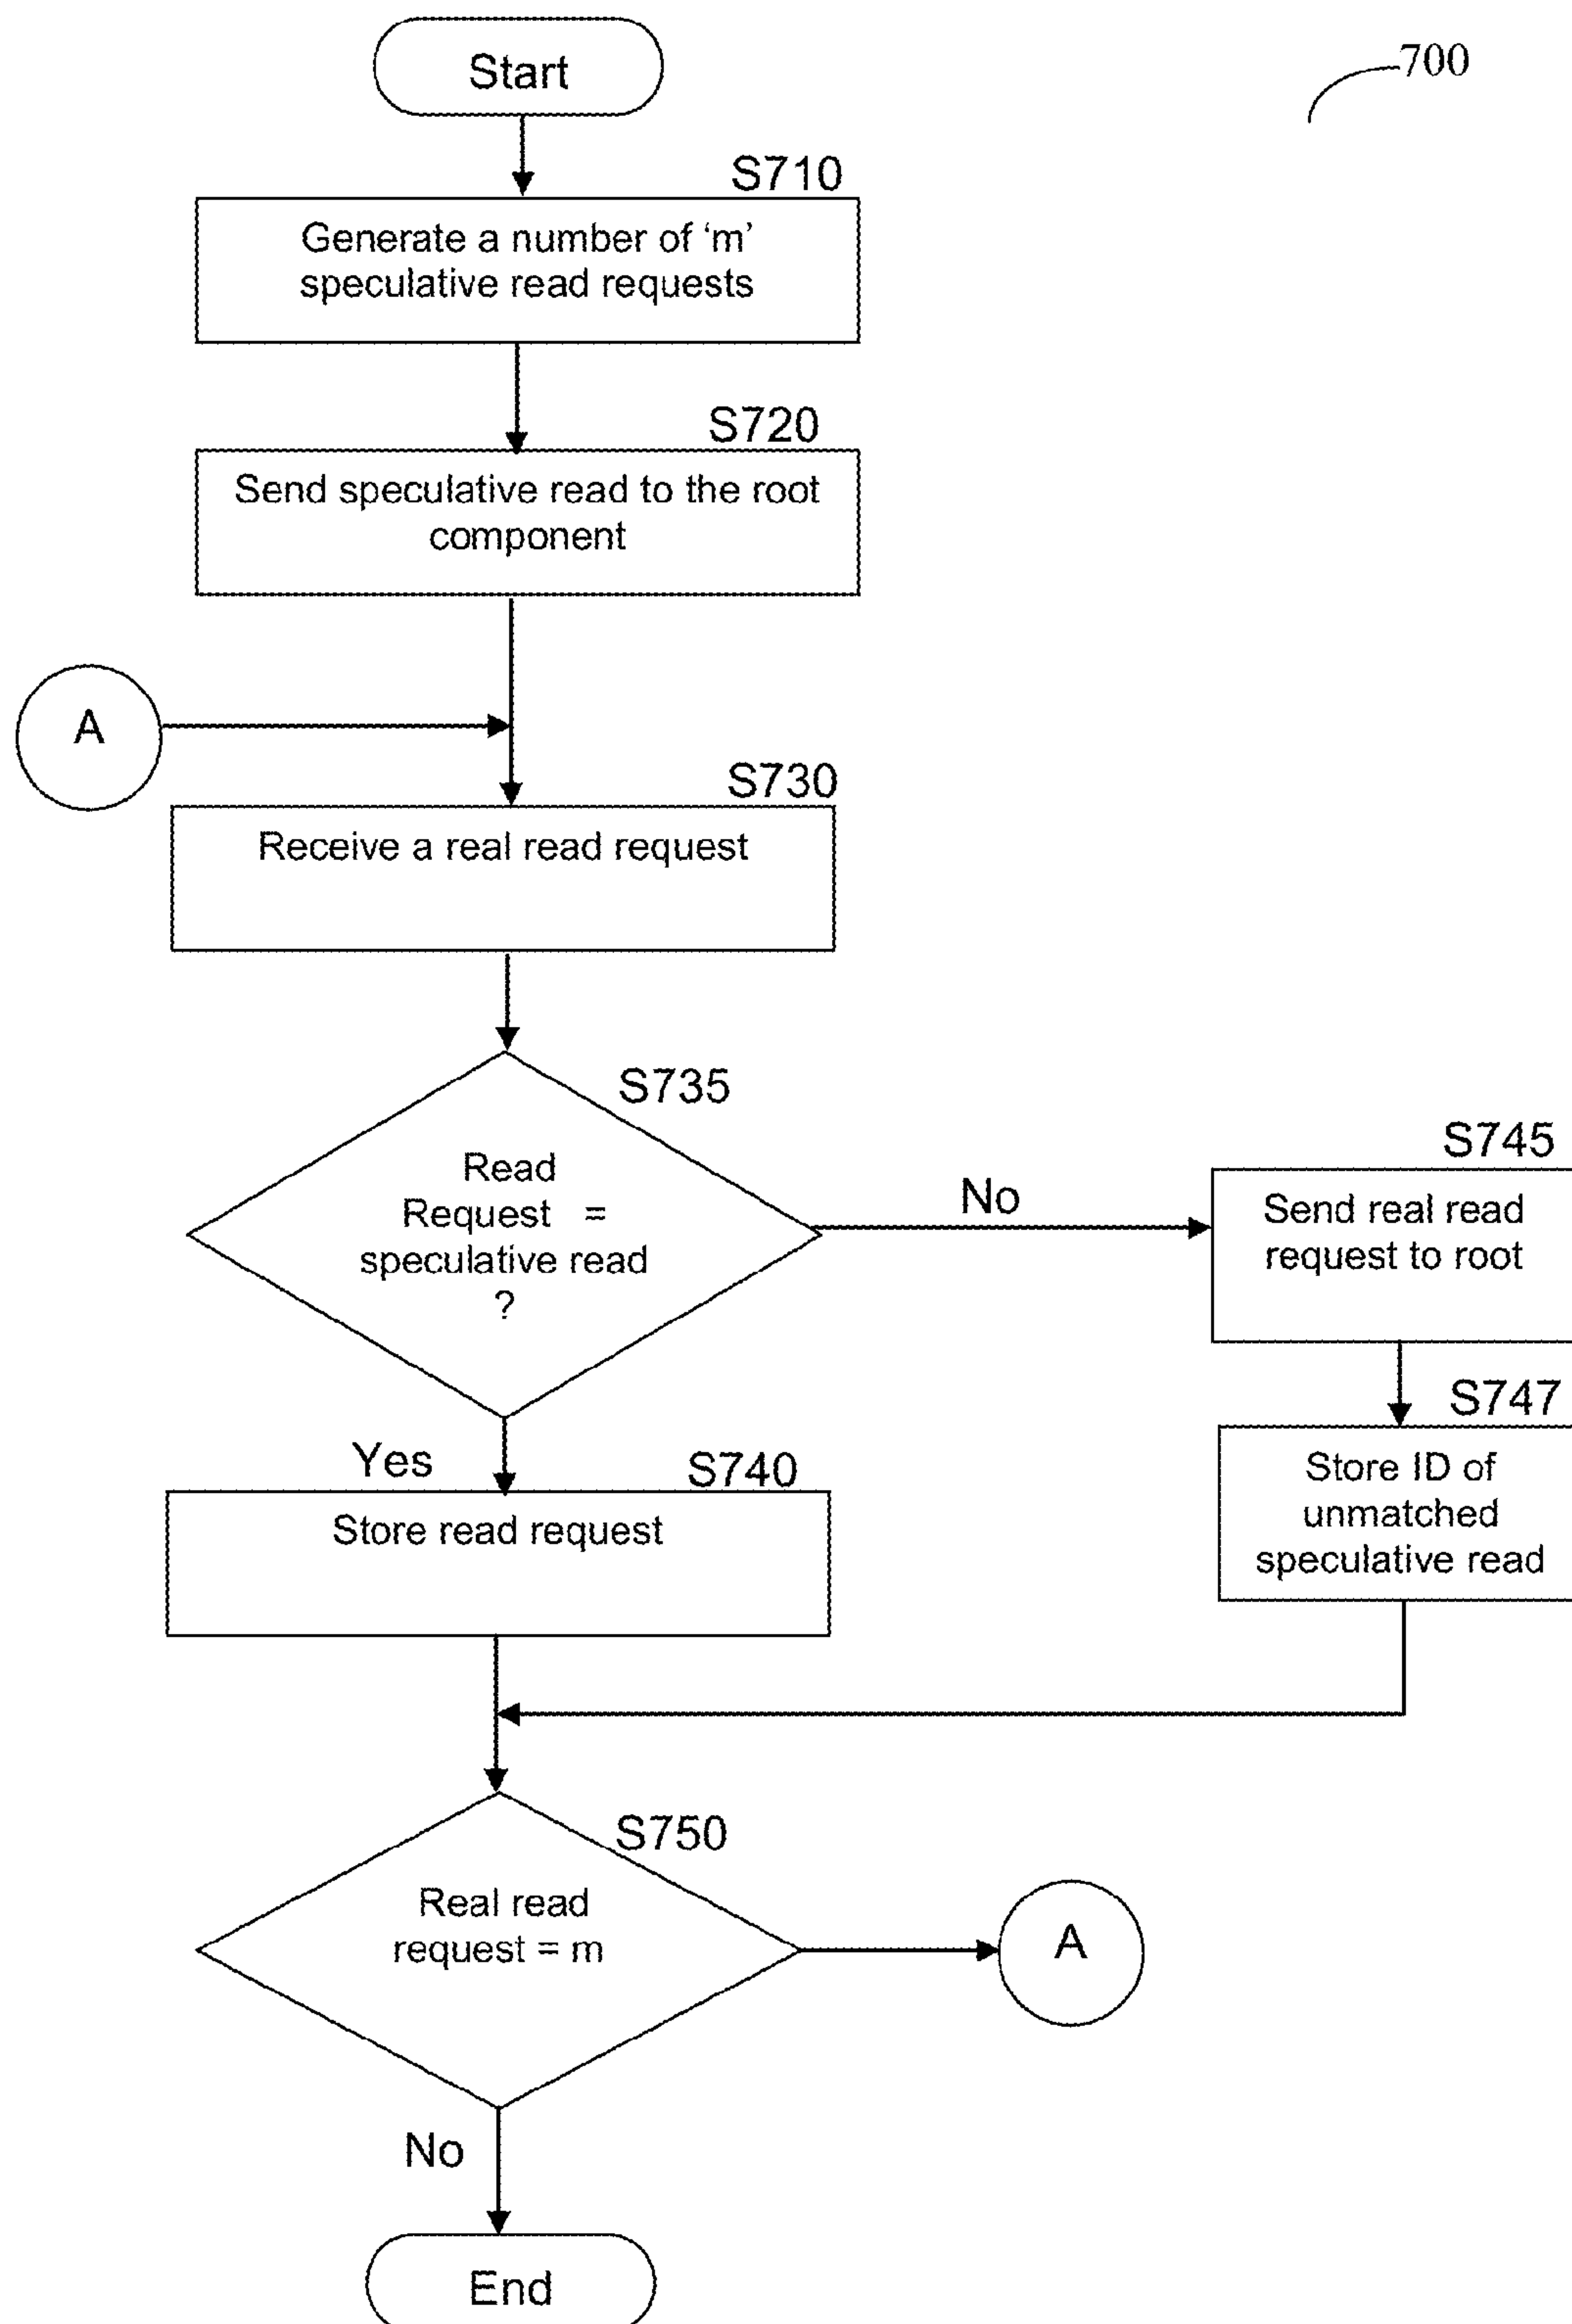 Start
700
S710
Generate a number of ‘m’
speculative read requests
S720
Send speculative read to the root
component
A
S730
Receive a real read request
S735
Read
Request =
speculative read
?
No
S745
Send real read
request to root
S747
Store ID of
unmatched
speculative read
Yes
S740
Store read request
S750
Real read
request = m
A
No
End